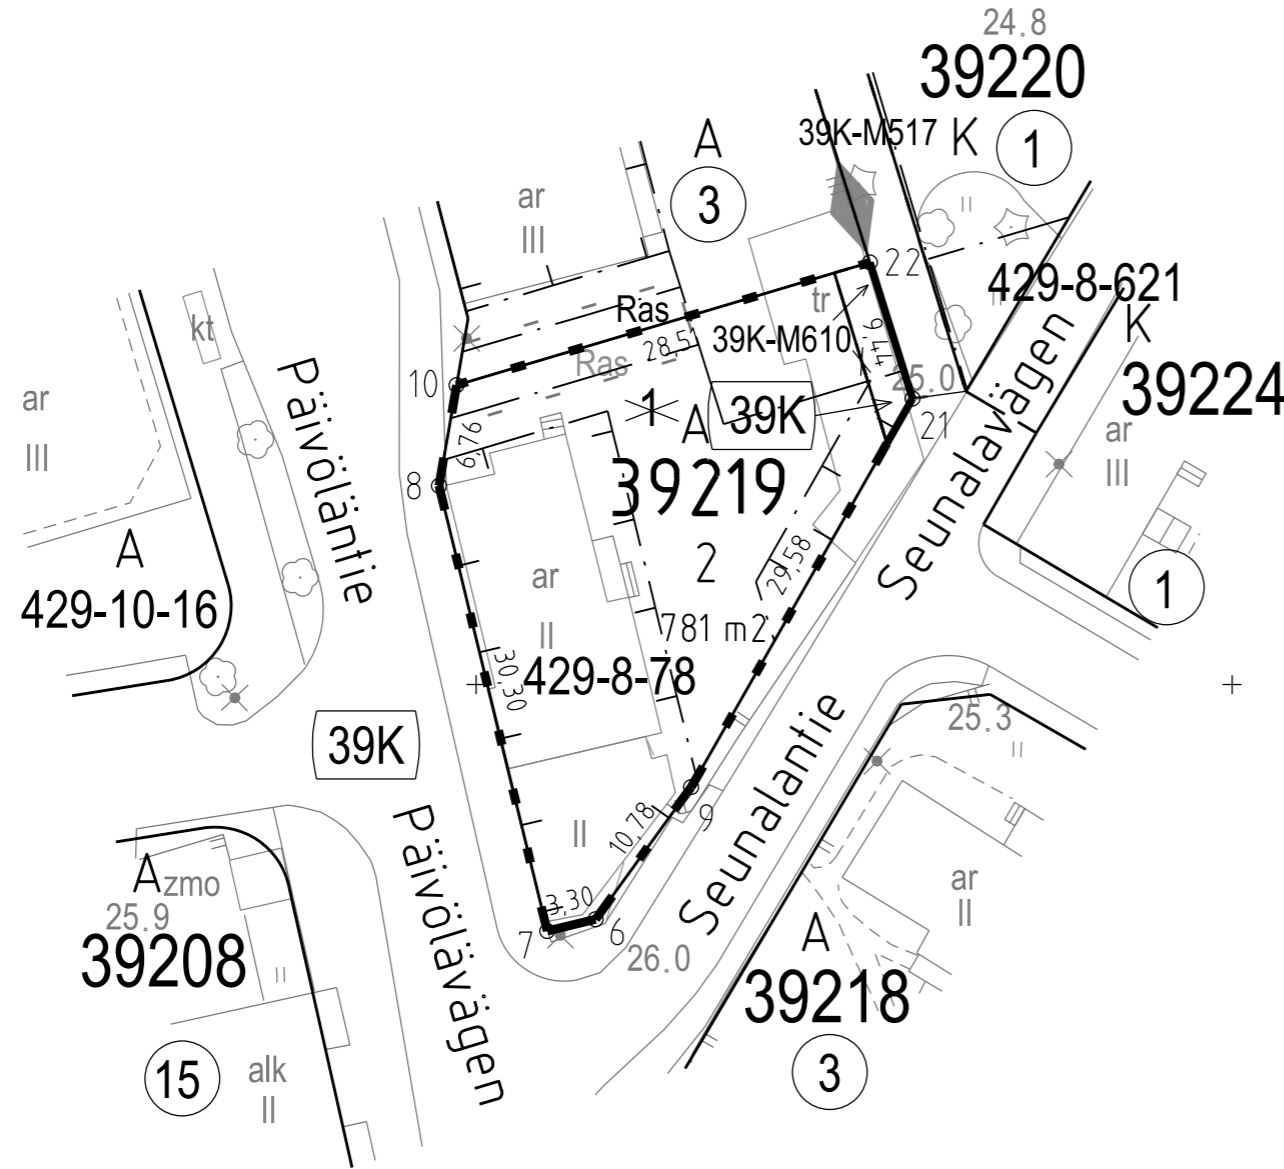 24.8
39220
39K-M517
K
1
A
3
ar
III
22
429-8-621
K
39224
kt
Ras
tr
39K-M610
9,44
28,5
Ras
25.0
10
ar
III
Päivöläntie
6,76
1
A
39K
21
ar
III
8
39219
2
Seunalavägen
A
429-10-16
ar
II
29,58
1
781 m2
30,30
429-8-78
25.3
II
39K
Seunalantie
9
10,78
II
Päivölävägen
A
zmo
25.9
39208
II
3,30
7
6
26.0
A
39218
3
ar
II
15
alk
II